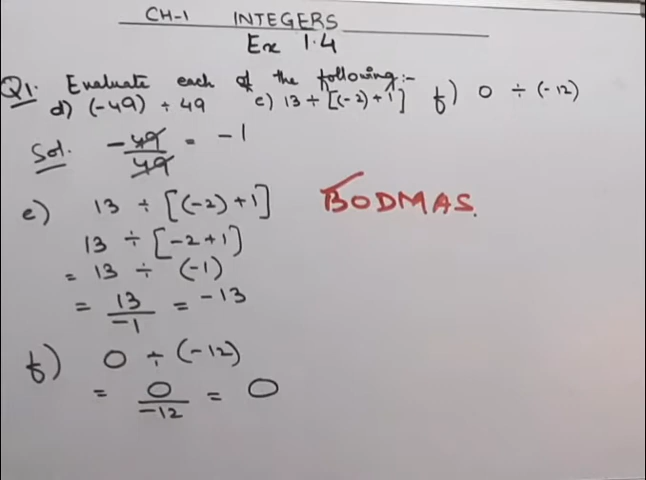 CH-1 INTEGERS
Ex 1.4
Q1. Evaluate each of the following:-
d) (-49) ÷ 49 e) 13 ÷ [(-2)+1] f) 0 ÷ (-12)
Sol. -49/49 = -1
e) 13 ÷ [(-2)+1] BODMAS.
13 ÷ [-2+1]
= 13 ÷ (-1)
= 13/-1 = -13
f) 0 ÷ (-12)
= 0/-12 = 0